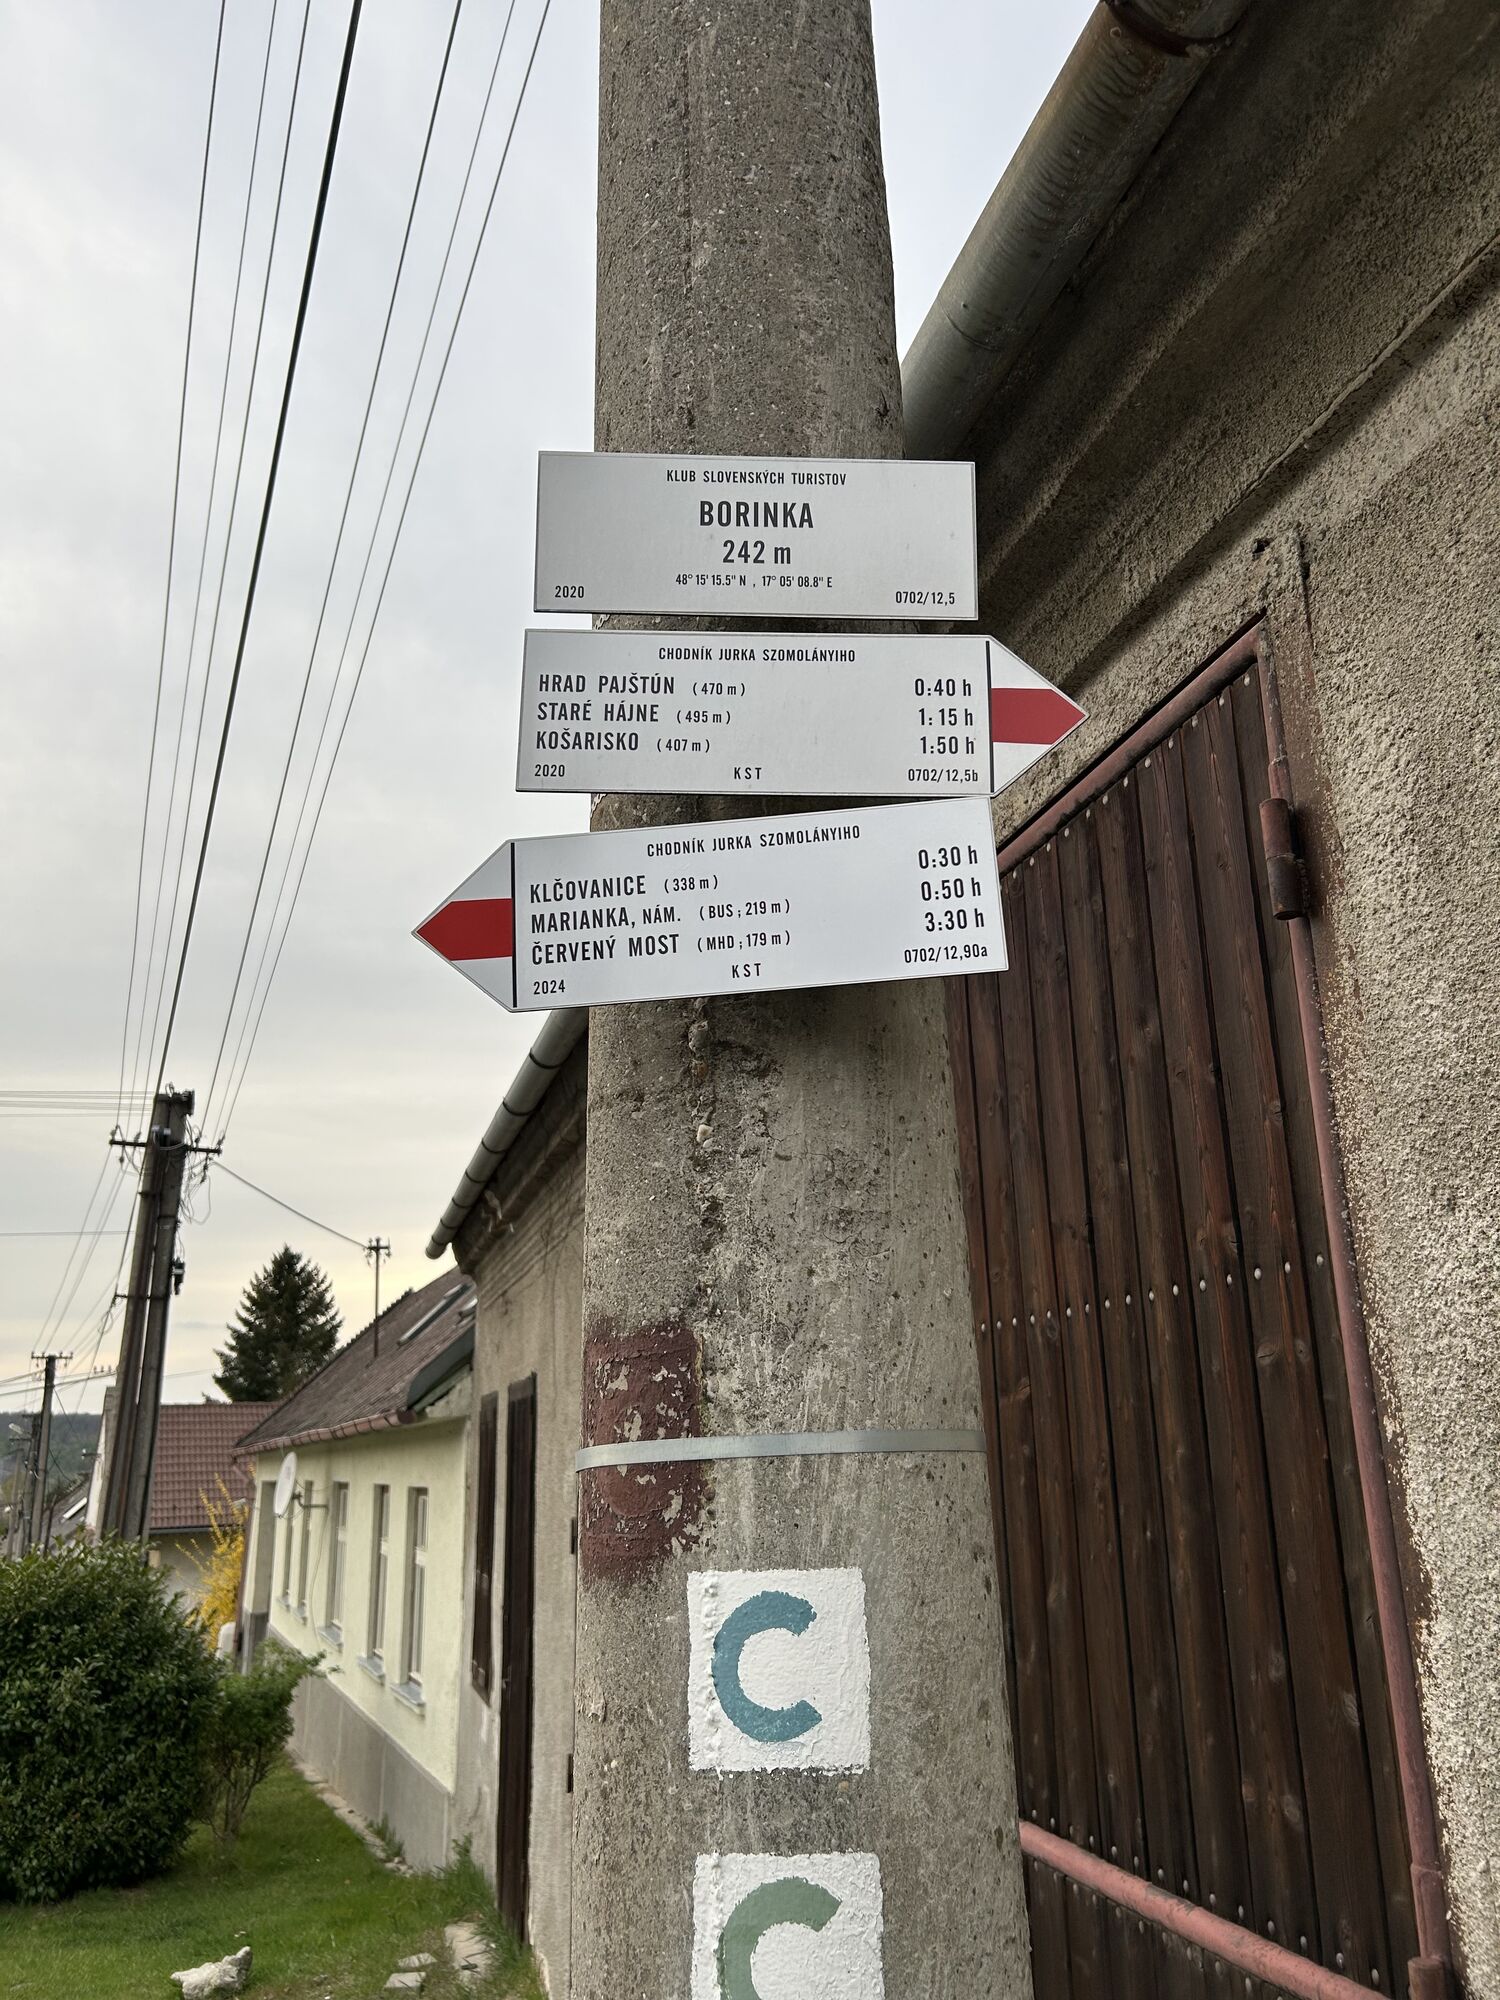 KLUB SLOVENSKÝCH TURISTOV
BORINKA
242 m
48° 15' 15.5" N , 17° 05' 08.8" E
2020 0702/12,5
CHODNÍK JURKA SZOMOLÁNYIHO
HRAD PAJŠTÚN (470 m) 0:40 h
STARÉ HÁJNE (495 m) 1:15 h
KOŠARISKO (407 m) 1:50 h
2020 KST 0702/12,5b
CHODNÍK JURKA SZOMOLÁNYIHO
KLČOVANICE (338 m) 0:30 h
MARIANKA, NÁM. (BUS ; 219 m) 0:50 h
ČERVENÝ MOST (MHD ; 179 m) 3:30 h
2024 KST 0702/12,90a
C
C